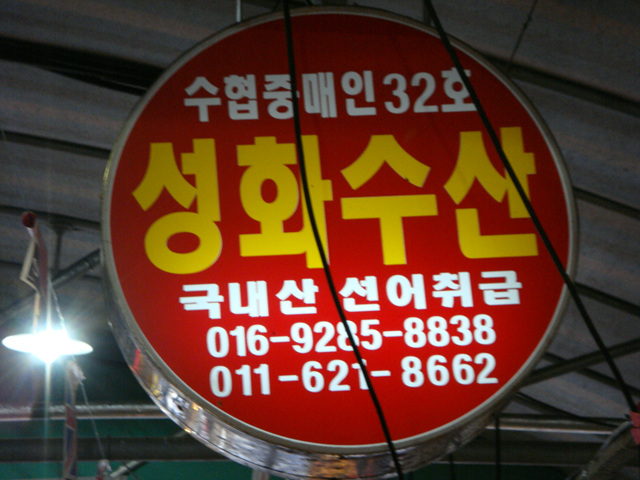 수협중매인32호
성화수산
국내산 선어취급
016-9285-8838
011-621-8662